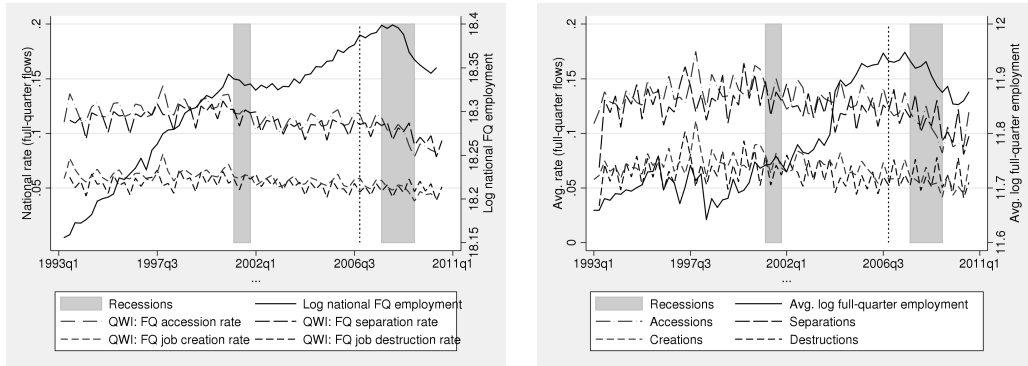 National rate (full-quarter flows)
.05 .1 .15 .2
18.15 18.2 18.25 18.3 18.35 18.4
Log national FQ employment
1993q1 1997q3 2002q1 2006q3 2011q1
...
Recessions Log national FQ employment
QWI: FQ accession rate QWI: FQ separation rate
QWI: FQ job creation rate QWI: FQ job destruction rate
Avg. rate (full-quarter flows)
0 .05 .1 .15 .2
11.6 11.7 11.8 11.9 12
Avg. log full-quarter employment
1993q1 1997q3 2002q1 2006q3 2011q1
...
Recessions Avg. log full-quarter employment
Accessions Separations
Creations Destructions